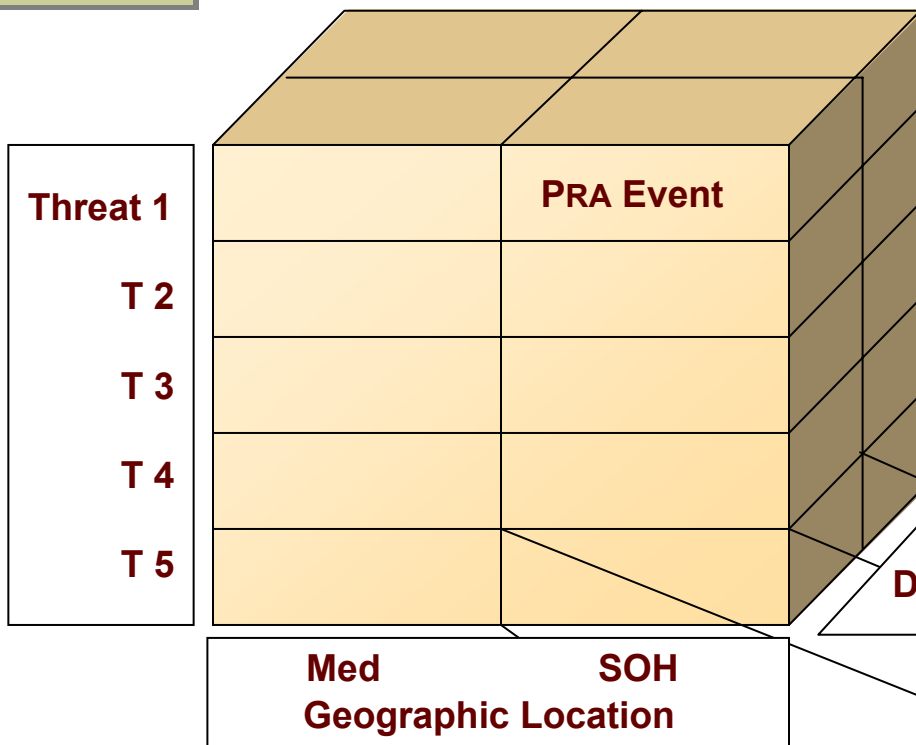 Threat 1
PRA Event
T 2
T 3
T 4
T 5
D
Med SOH
Geographic Location